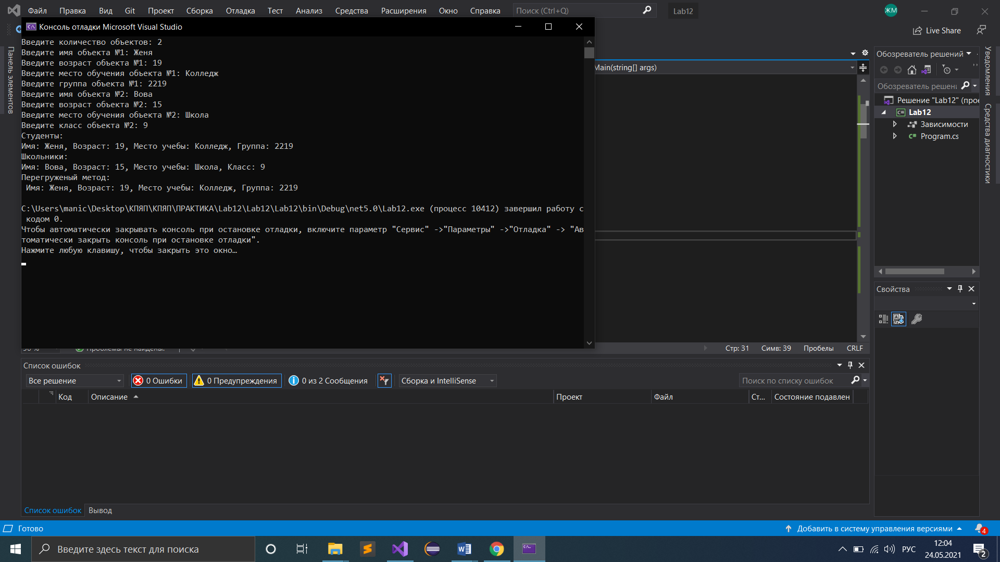 Файл Правка Вид Git Проект Сборка Отладка Тест Анализ Средства Расширения Окно Справка Поиск (Ctrl+Q) Lab12 ЖМ
Консоль отладки Microsoft Visual Studio
Live Share
Введите количество объектов: 2
Введите имя объекта №1: Женя
Введите возраст объекта №1: 19
Введите место обучения объекта №1: Колледж
Введите группа объекта №1: 2219
Введите имя объекта №2: Вова
Введите возраст объекта №2: 15
Введите место обучения объекта №2: Школа
Введите класс объекта №2: 9
Студенты:
Имя: Женя, Возраст: 19, Место учебы: Колледж, Группа: 2219
Школьники:
Имя: Вова, Возраст: 15, Место учебы: Школа, Класс: 9
Перегруженый метод:
Имя: Женя, Возраст: 19, Место учебы: Колледж, Группа: 2219
C:\Users\manic\Desktop\КПЯП\КПЯП\ПРАКТИКА\Lab12\Lab12\Lab12\bin\Debug\net5.0\Lab12.exe (процесс 10412) завершил работу с
кодом 0.
Чтобы автоматически закрывать консоль при остановке отладки, включите параметр "Сервис" ->"Параметры" ->"Отладка" -> "Ав
томатически закрыть консоль при остановке отладки".
Нажмите любую клавишу, чтобы закрыть это окно…
Панель элементов
Main(string[] args)
Обозреватель решений
Обозреватель решени
Решение "Lab12" (прое
Lab12
Зависимости
Program.cs
Уведомления
Средства диагностики
Свойства
Проблемы не найдены.
Стр: 31 Симв: 39 Пробелы CRLF
Список ошибок
Все решение 0 Ошибки 0 Предупреждения 0 из 2 Сообщения Сборка и IntelliSense Поиск по списку ошибок
Код Описание Проект Файл Ст... Состояние подавлен
Список ошибок Вывод
Готово
Добавить в систему управления версиями 4
Введите здесь текст для поиска
РУС
12:04
24.05.2021
2